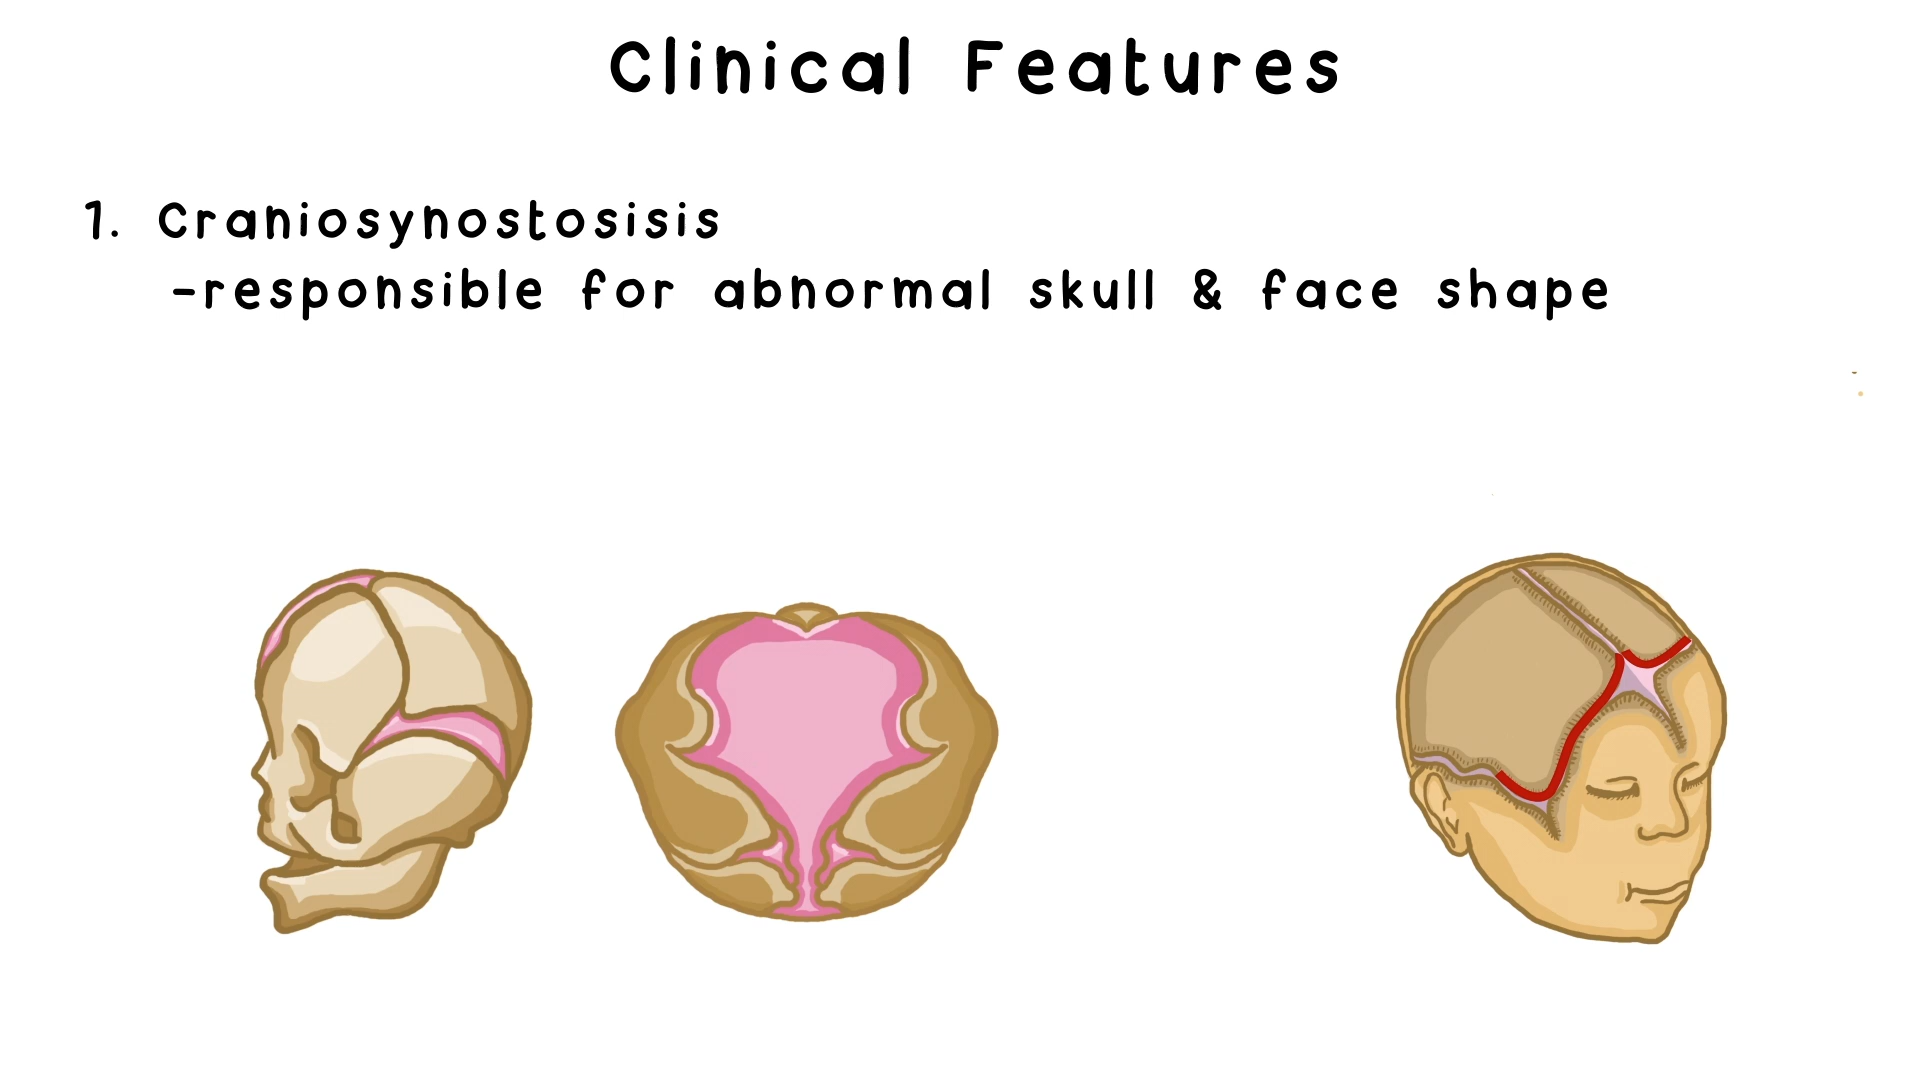 Clinical Features
1. Craniosynostosisis
-responsible for abnormal skull & face shape